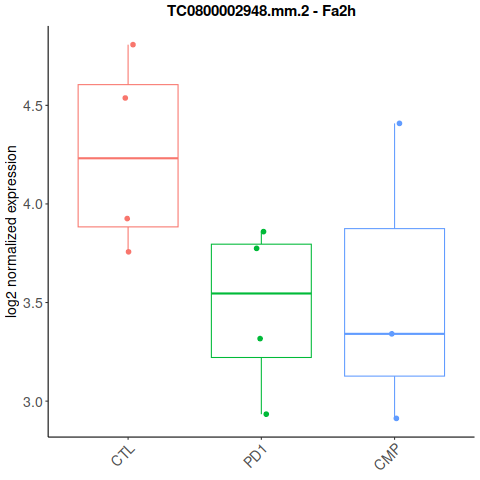 TC0800002948.mm.2 - Fa2h
log2 normalized expression
4.5
4.0
3.5
3.0
CTL
PD1
CMP